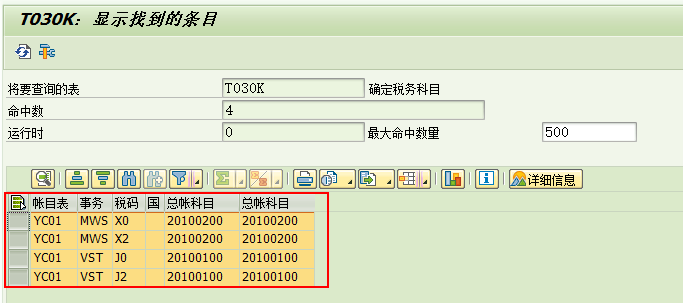 T030K: 显示找到的条目
将要查询的表 T030K 确定税务科目
命中数 4
运行时 0 最大命中数量 500
详细信息
帐目表 事务 税码 国 总帐科目 总帐科目
YC01 MWS X0 20100200 20100200
YC01 MWS X2 20100200 20100200
YC01 VST J0 20100100 20100100
YC01 VST J2 20100100 20100100